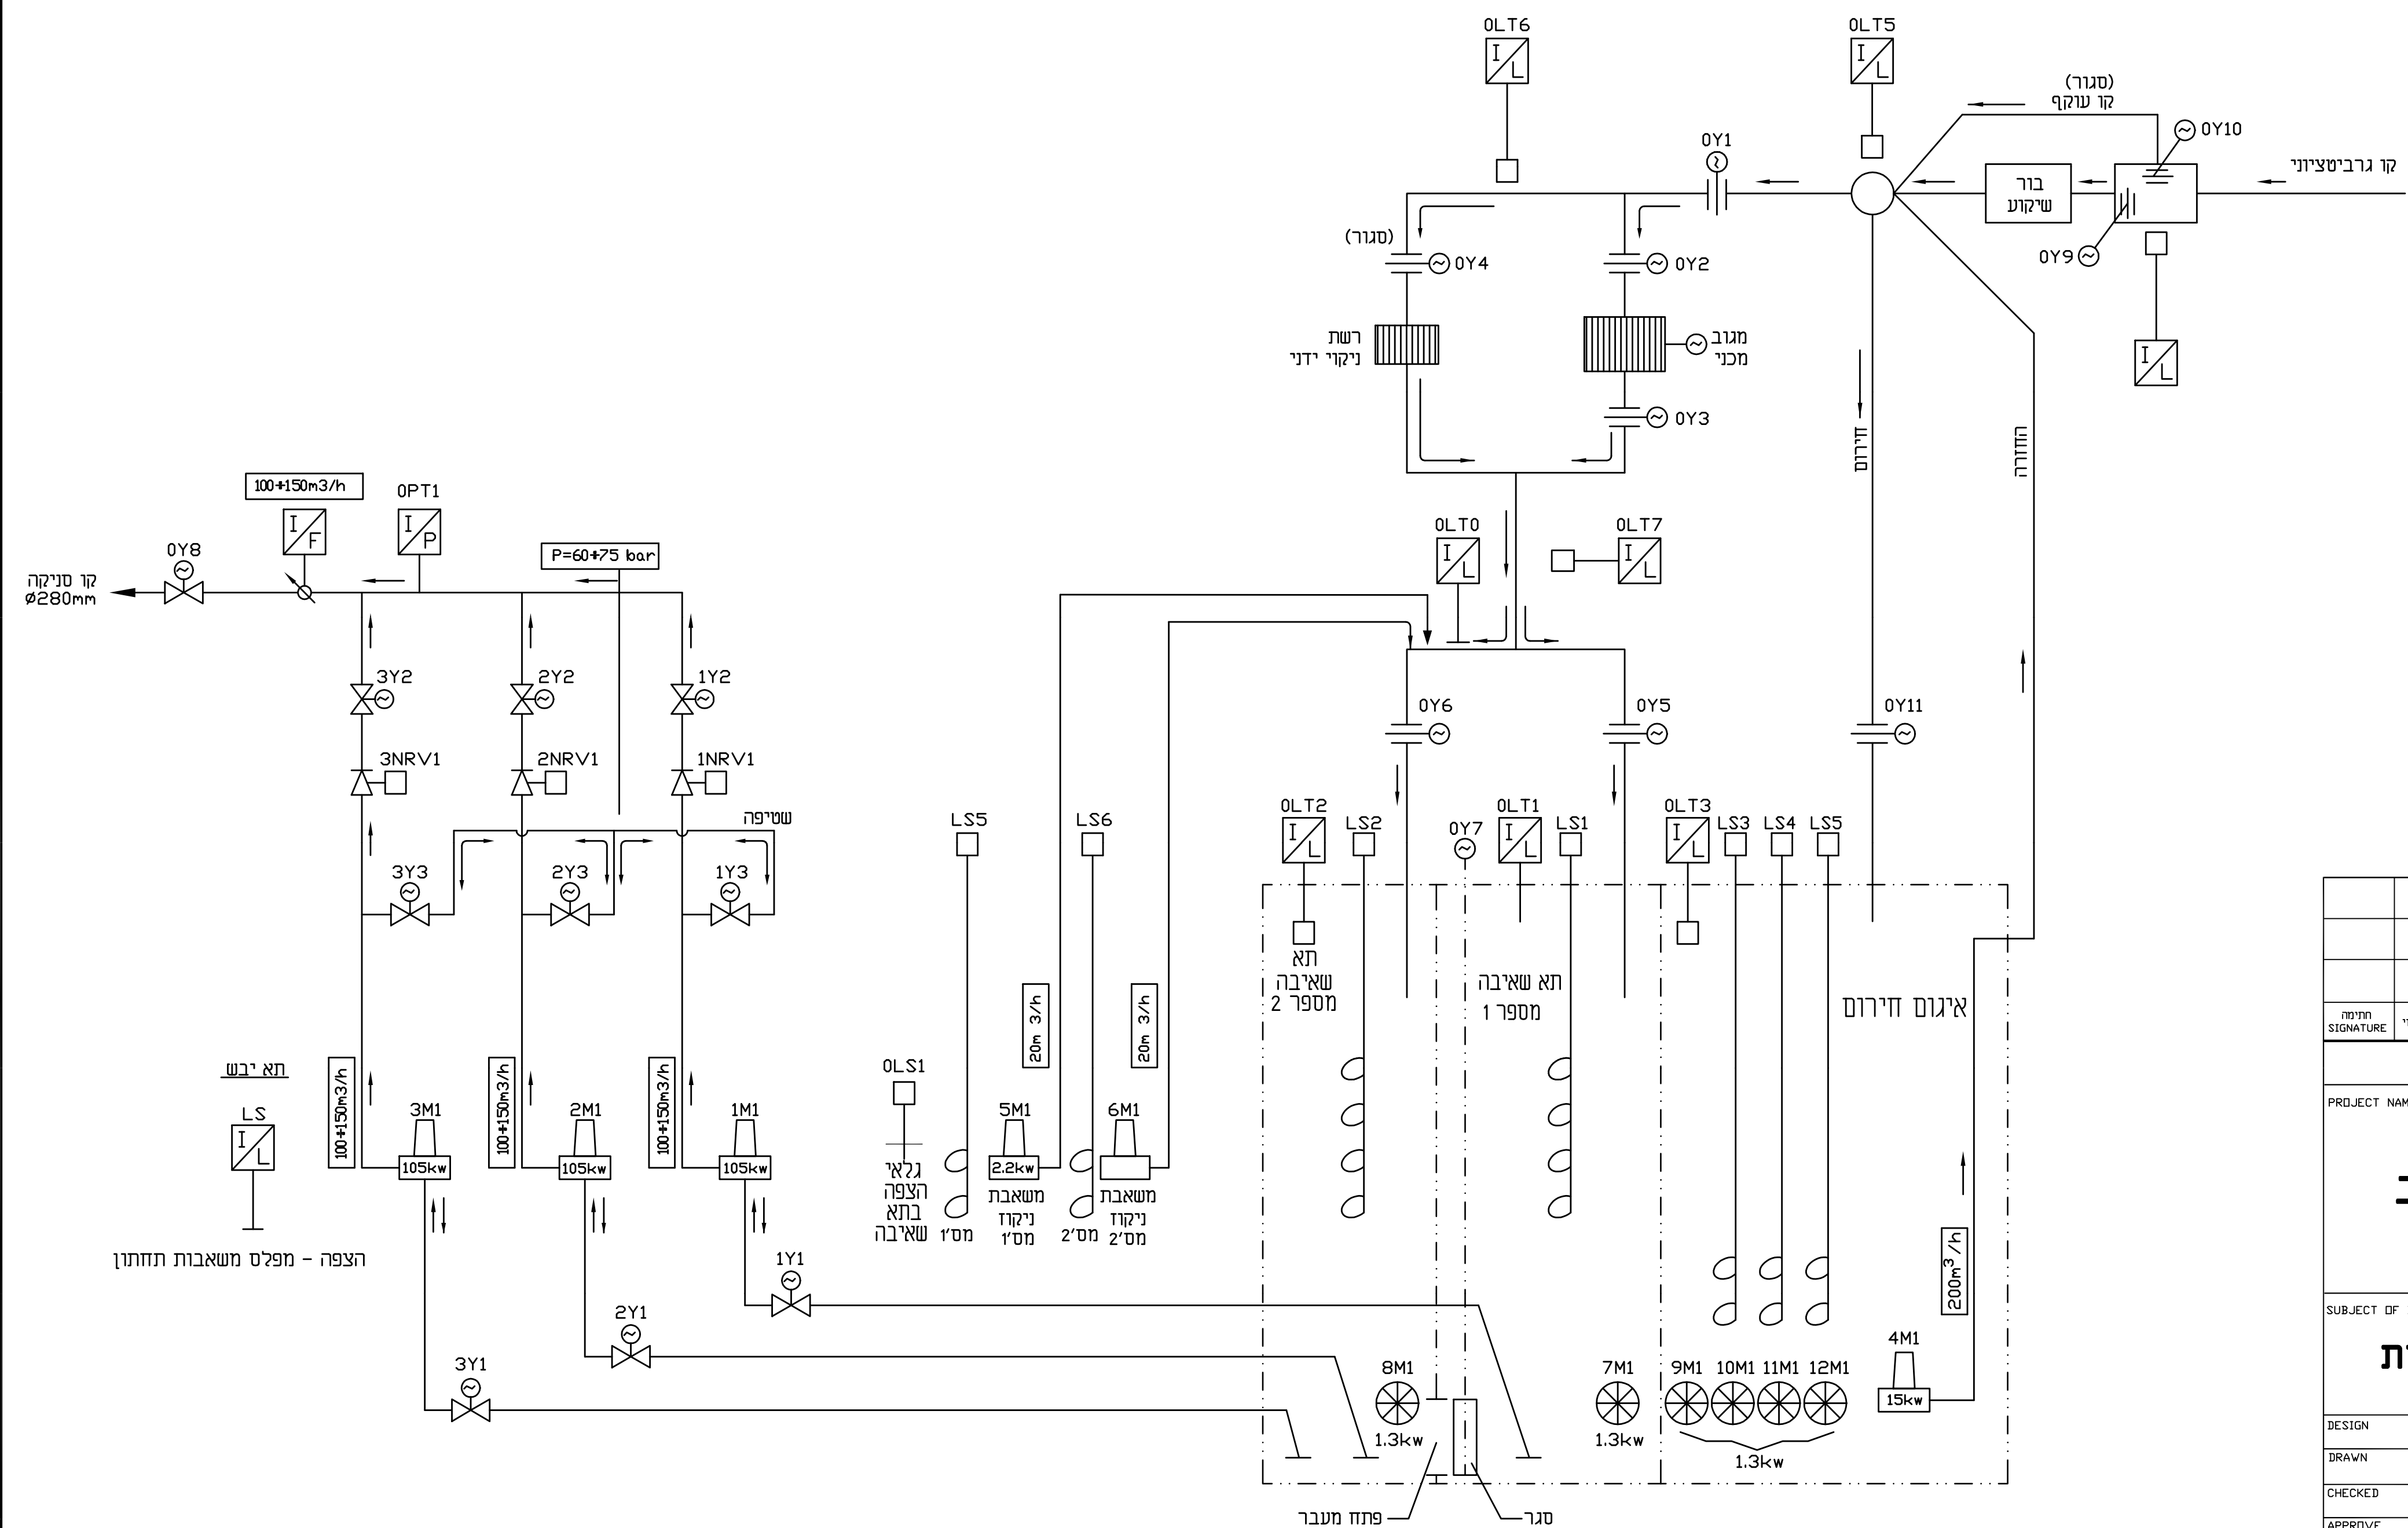 0LT6
0LT5
(סגור)
קו עוקף
0Y10
0Y1
קו גרביטציוני
בור
שיקוע
0Y9
(סגור)
0Y4
0Y2
רשת
ניקוי ידני
מגוב
מכני
0Y3
חירום
החזרה
I
L
I
L
I
L
100÷150m3/h
0PT1
I
F
I
P
P=60÷75 bar
0Y8
קו סניקה
Ø280mm
0LT0
I
L
0LT7
I
L
3Y2
2Y2
1Y2
0Y6
0Y5
0Y11
3NRV1
2NRV1
1NRV1
שטיפה
LS5
LS6
0LT2
I
L
LS2
0Y7
0LT1
I
L
LS1
0LT3
I
L
LS3
LS4
LS5
3Y3
2Y3
1Y3
תא
שאיבה
מספר 2
תא שאיבה
מספר 1
איגום חירום
20m 3/h
20m 3/h
תא יבש
LS
I
L
100÷150m3/h
100÷150m3/h
100÷150m3/h
3M1
105kw
2M1
105kw
1M1
105kw
0LS1
גלאי
הצפה
בתא
שאיבה
מס'1
5M1
2.2kw
משאבת
ניקוז
מס'1
מס'2
6M1
משאבת
ניקוז
מס'2
הצפה - מפלס משאבות תחתון
1Y1
2Y1
3Y1
200m³/h
4M1
15kw
8M1
1.3kw
7M1
1.3kw
9M1
10M1
11M1
12M1
1.3kw
פתח מעבר
סגר
חתימה
SIGNATURE
PROJECT NAM
SUBJECT OF
DESIGN
DRAWN
CHECKED
APPROVE